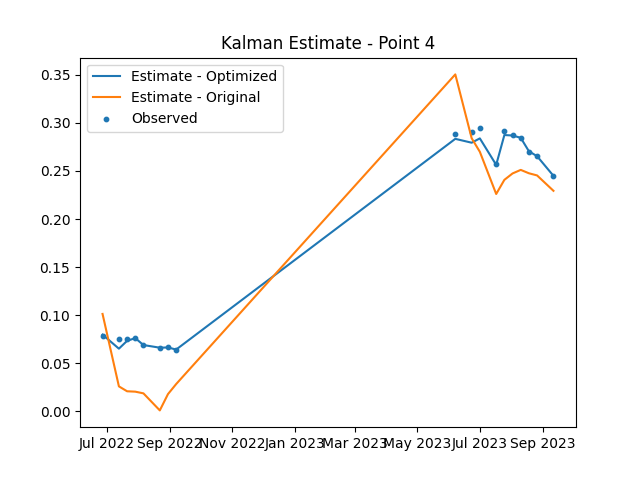 Kalman Estimate - Point 4
Estimate - Optimized
Estimate - Original
Observed
0.35
0.30
0.25
0.20
0.15
0.10
0.05
0.00
Jul 2022 Sep 2022 Nov 2022 Jan 2023 Mar 2023 May 2023 Jul 2023 Sep 2023